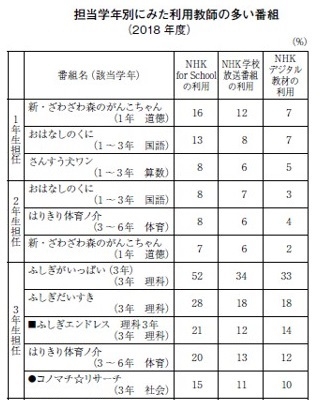 担当学年別にみた利用教師の多い番組
（2018 年度）
（%）
番組名（該当学年）
NHK
for School
の利用
NHK 学校
放送番組
の利用
NHK
デジタル
教材の
利用
1年生担任
新・ざわざわ森のがんこちゃん
（1年　道徳） 16 12 7
おはなしのくに
（1～3年　国語） 13 8 7
さんすう犬ワン
（1～3年　算数） 8 6 5
2年生担任
おはなしのくに
（1～3年　国語） 8 7 3
はりきり体育ノ介
（3～6年　体育） 8 6 4
新・ざわざわ森のがんこちゃん
（1年　道徳） 7 6 2
3年生担任
ふしぎがいっぱい（3年）
（3年　理科） 52 34 33
ふしぎだいすき
（3年　理科） 28 18 18
■ふしぎエンドレス　理科3年
（3年　理科） 21 12 14
はりきり体育ノ介
（3～6年　体育） 20 13 12
●コノマチ☆リサーチ
（3年　社会） 15 11 10